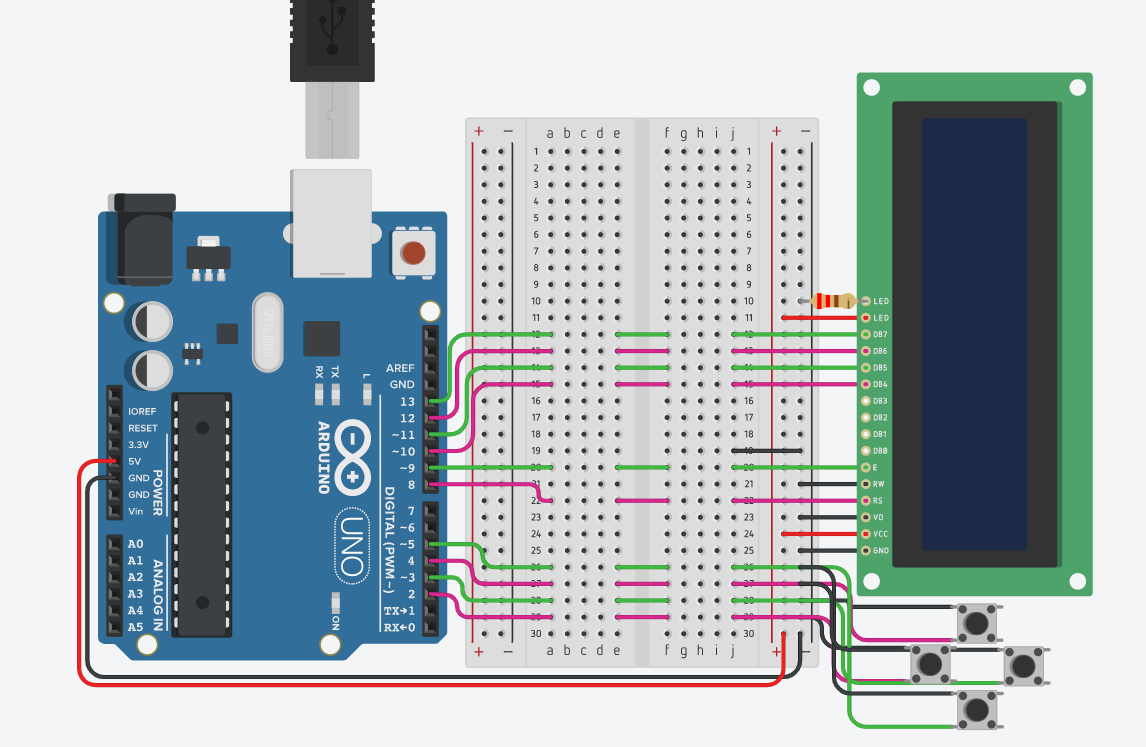 + − a b c d e f g h i j + −
1 1
2 2
3 3
4 4
5 5
6 6
7 7
8 8
9 9
10 10
11 11
12 12
13 13
14 14
15 15
16 16
17 17
18 18
19 19
20 20
21 21
22 22
23 23
24 24
25 25
26 26
27 27
28 28
29 29
30 30
+ − a b c d e f g h i j + −
IOREF
RESET
3.3V
5V
GND
GND
Vin
POWER
A0
A1
A2
A3
A4
A5
ANALOG IN
RX
TX
L
ARDUINO
UNO
ON
AREF
GND
13
12
~11
~10
~9
8
7
~6
~5
4
~3
2
TX→1
RX←0
DIGITAL (PWM ~)
LED
LED
DB7
DB6
DB5
DB4
DB3
DB2
DB1
DB0
E
RW
RS
VO
VCC
GND